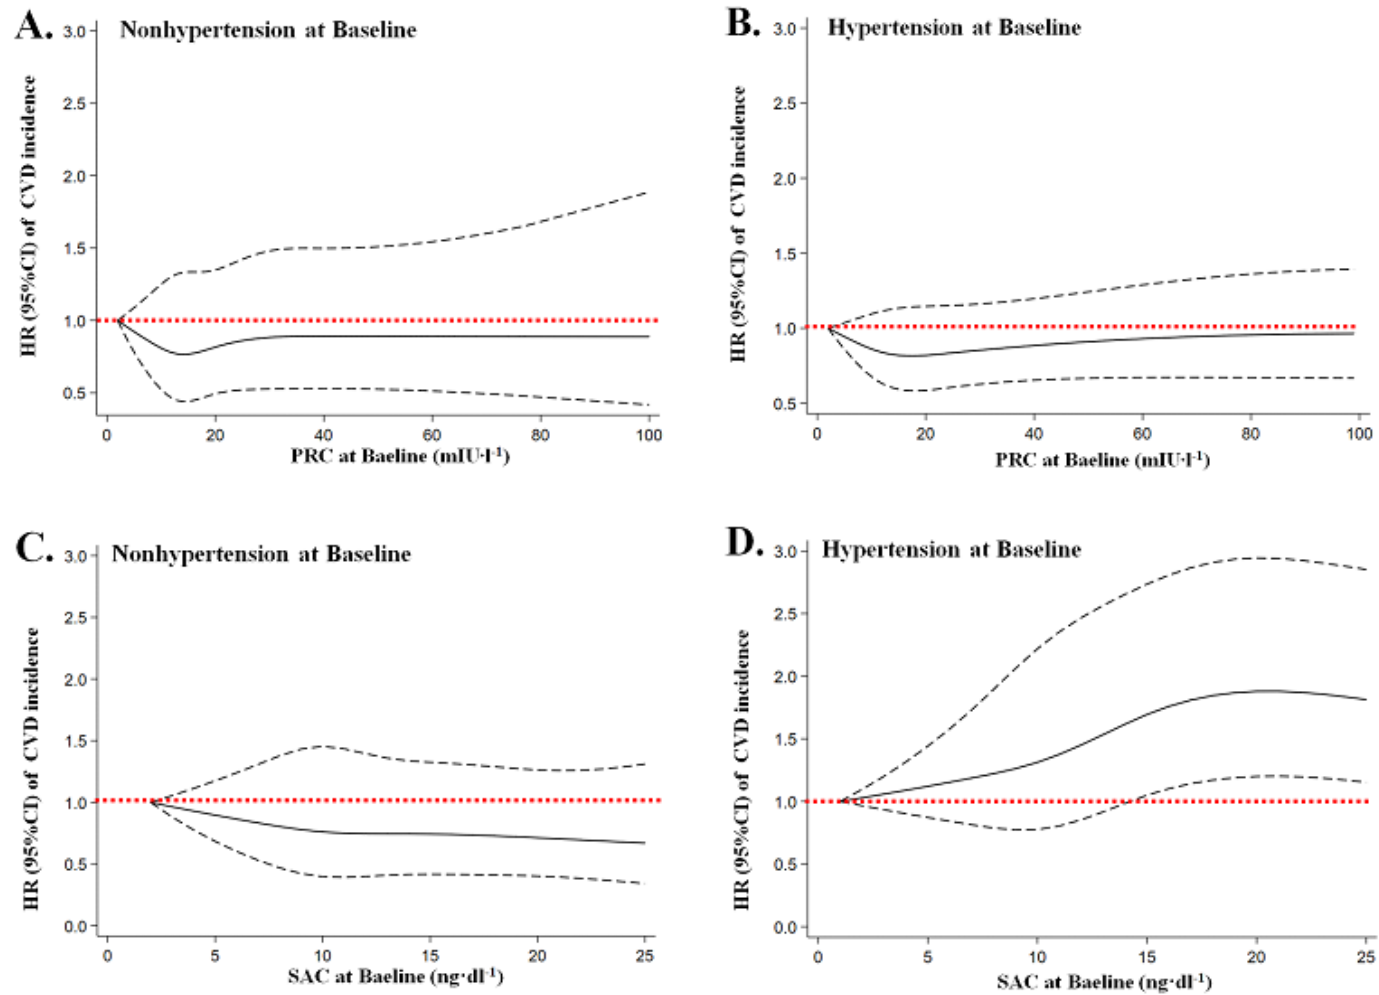 A. Nonhypertension at Baseline
HR (95%CI) of CVD incidence
3.0
2.5
2.0
1.5
1.0
0.5
0 20 40 60 80 100
PRC at Baeline (mIU·l⁻¹)
B. Hypertension at Baseline
HR (95%CI) of CVD incidence
3.0
2.5
2.0
1.5
1.0
0.5
0 20 40 60 80 100
PRC at Baeline (mIU·l⁻¹)
C. Nonhypertension at Baseline
HR (95%CI) of CVD incidence
3.0
2.5
2.0
1.5
1.0
0.5
0.0
0 5 10 15 20 25
SAC at Baeline (ng·dl⁻¹)
D. Hypertension at Baseline
HR (95%CI) of CVD incidence
3.0
2.5
2.0
1.5
1.0
0.5
0.0
0 5 10 15 20 25
SAC at Baeline (ng·dl⁻¹)